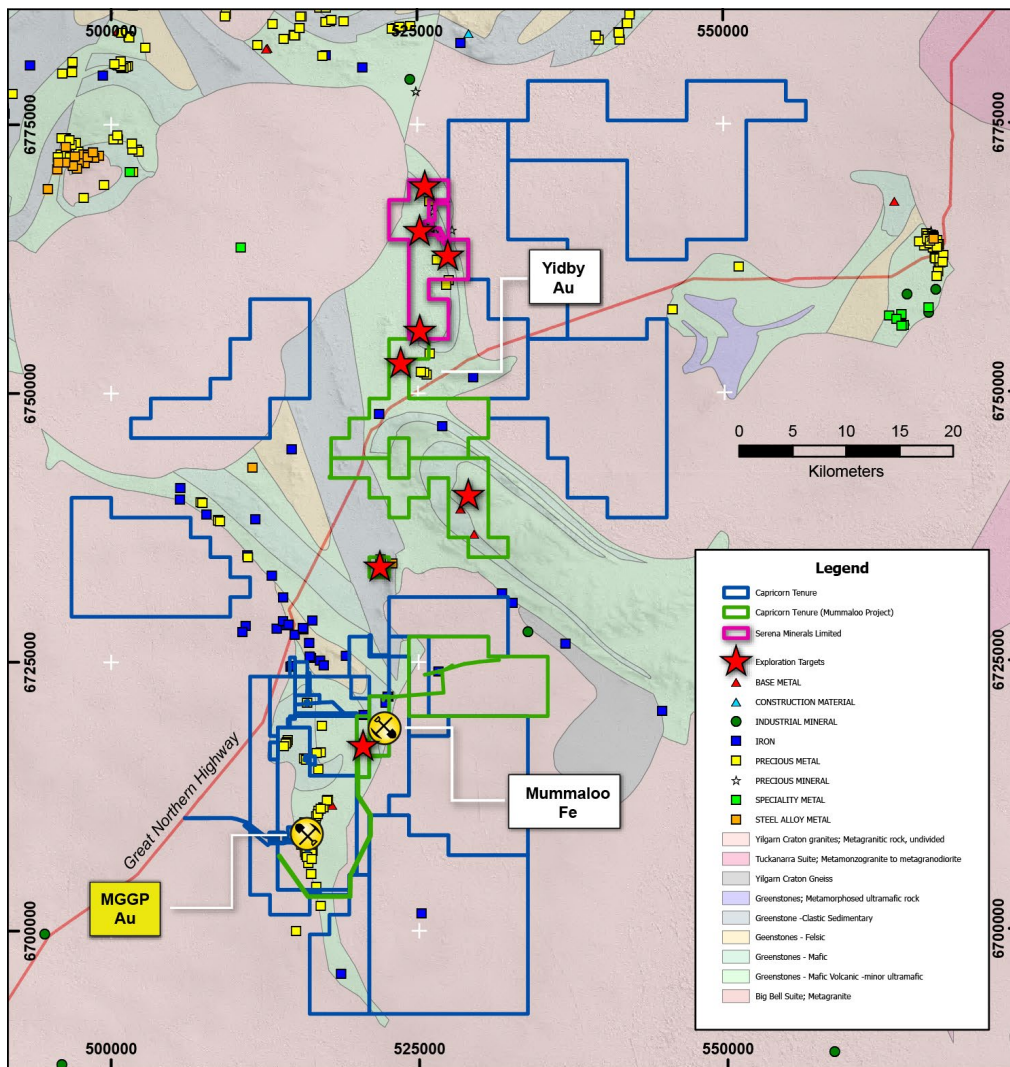 500000
525000
550000
6775000
6775000
Yidby
Au
6750000
6750000
0 5 10 15 20
Kilometers
Legend
Capricorn Tenure
Capricorn Tenure (Mummaloo Project)
Serena Minerals Limited
Exploration Targets
BASE METAL
CONSTRUCTION MATERIAL
INDUSTRIAL MINERAL
IRON
PRECIOUS METAL
PRECIOUS MINERAL
SPECIALITY METAL
STEEL ALLOY METAL
Yilgarn Craton granites; Metagranitic rock, undivided
Tuckanarra Suite; Metamonzogranite to metagranodiorite
Yilgarn Craton Gneiss
Greenstones; Metamorphosed ultramafic rock
Greenstone -Clastic Sedimentary
Geenstones - Felsic
Greenstones - Mafic
Greenstones - Mafic Volcanic -minor ultramafic
Big Bell Suite; Metagranite
6725000
6725000
Great Northern Highway
Mummaloo
Fe
MGGP
Au
6700000
6700000
500000
525000
550000